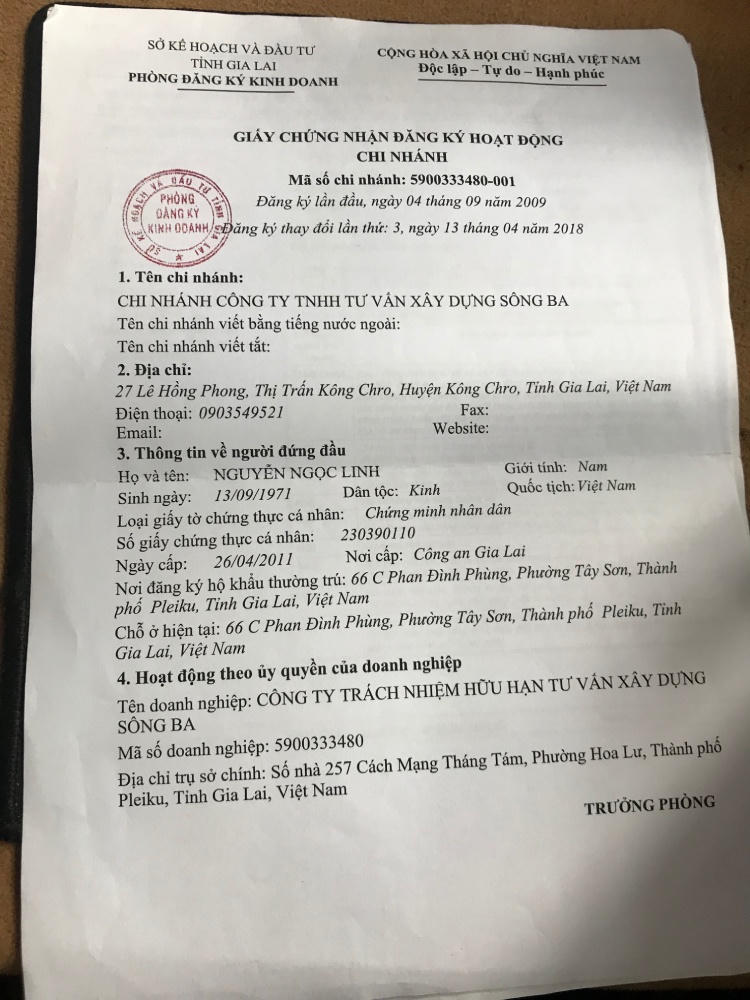 SỞ KẾ HOẠCH VÀ ĐẦU TƯ
TỈNH GIA LAI
PHÒNG ĐĂNG KÝ KINH DOANH
CỘNG HÒA XÃ HỘI CHỦ NGHĨA VIỆT NAM
Độc lập – Tự do – Hạnh phúc
GIẤY CHỨNG NHẬN ĐĂNG KÝ HOẠT ĐỘNG
CHI NHÁNH
Mã số chi nhánh: 5900333480-001
Đăng ký lần đầu, ngày 04 tháng 09 năm 2009
Đăng ký thay đổi lần thứ: 3, ngày 13 tháng 04 năm 2018
SỞ KẾ HOẠCH VÀ ĐẦU TƯ TỈNH GIA LAI
PHÒNG
ĐĂNG KÝ
KINH DOANH
1. Tên chi nhánh:
CHI NHÁNH CÔNG TY TNHH TƯ VẤN XÂY DỰNG SÔNG BA
Tên chi nhánh viết bằng tiếng nước ngoài:
Tên chi nhánh viết tắt:
2. Địa chỉ:
27 Lê Hồng Phong, Thị Trấn Kông Chro, Huyện Kông Chro, Tỉnh Gia Lai, Việt Nam
Điện thoại: 0903549521 Fax:
Email: Website:
3. Thông tin về người đứng đầu
Họ và tên: NGUYỄN NGỌC LINH Giới tính: Nam
Sinh ngày: 13/09/1971 Dân tộc: Kinh Quốc tịch: Việt Nam
Loại giấy tờ chứng thực cá nhân: Chứng minh nhân dân
Số giấy chứng thực cá nhân: 230390110
Ngày cấp: 26/04/2011 Nơi cấp: Công an Gia Lai
Nơi đăng ký hộ khẩu thường trú: 66 C Phan Đình Phùng, Phường Tây Sơn, Thành
phố Pleiku, Tỉnh Gia Lai, Việt Nam
Chỗ ở hiện tại: 66 C Phan Đình Phùng, Phường Tây Sơn, Thành phố Pleiku, Tỉnh
Gia Lai, Việt Nam
4. Hoạt động theo ủy quyền của doanh nghiệp
Tên doanh nghiệp: CÔNG TY TRÁCH NHIỆM HỮU HẠN TƯ VẤN XÂY DỰNG
SÔNG BA
Mã số doanh nghiệp: 5900333480
Địa chỉ trụ sở chính: Số nhà 257 Cách Mạng Tháng Tám, Phường Hoa Lư, Thành phố
Pleiku, Tỉnh Gia Lai, Việt Nam
TRƯỞNG PHÒNG